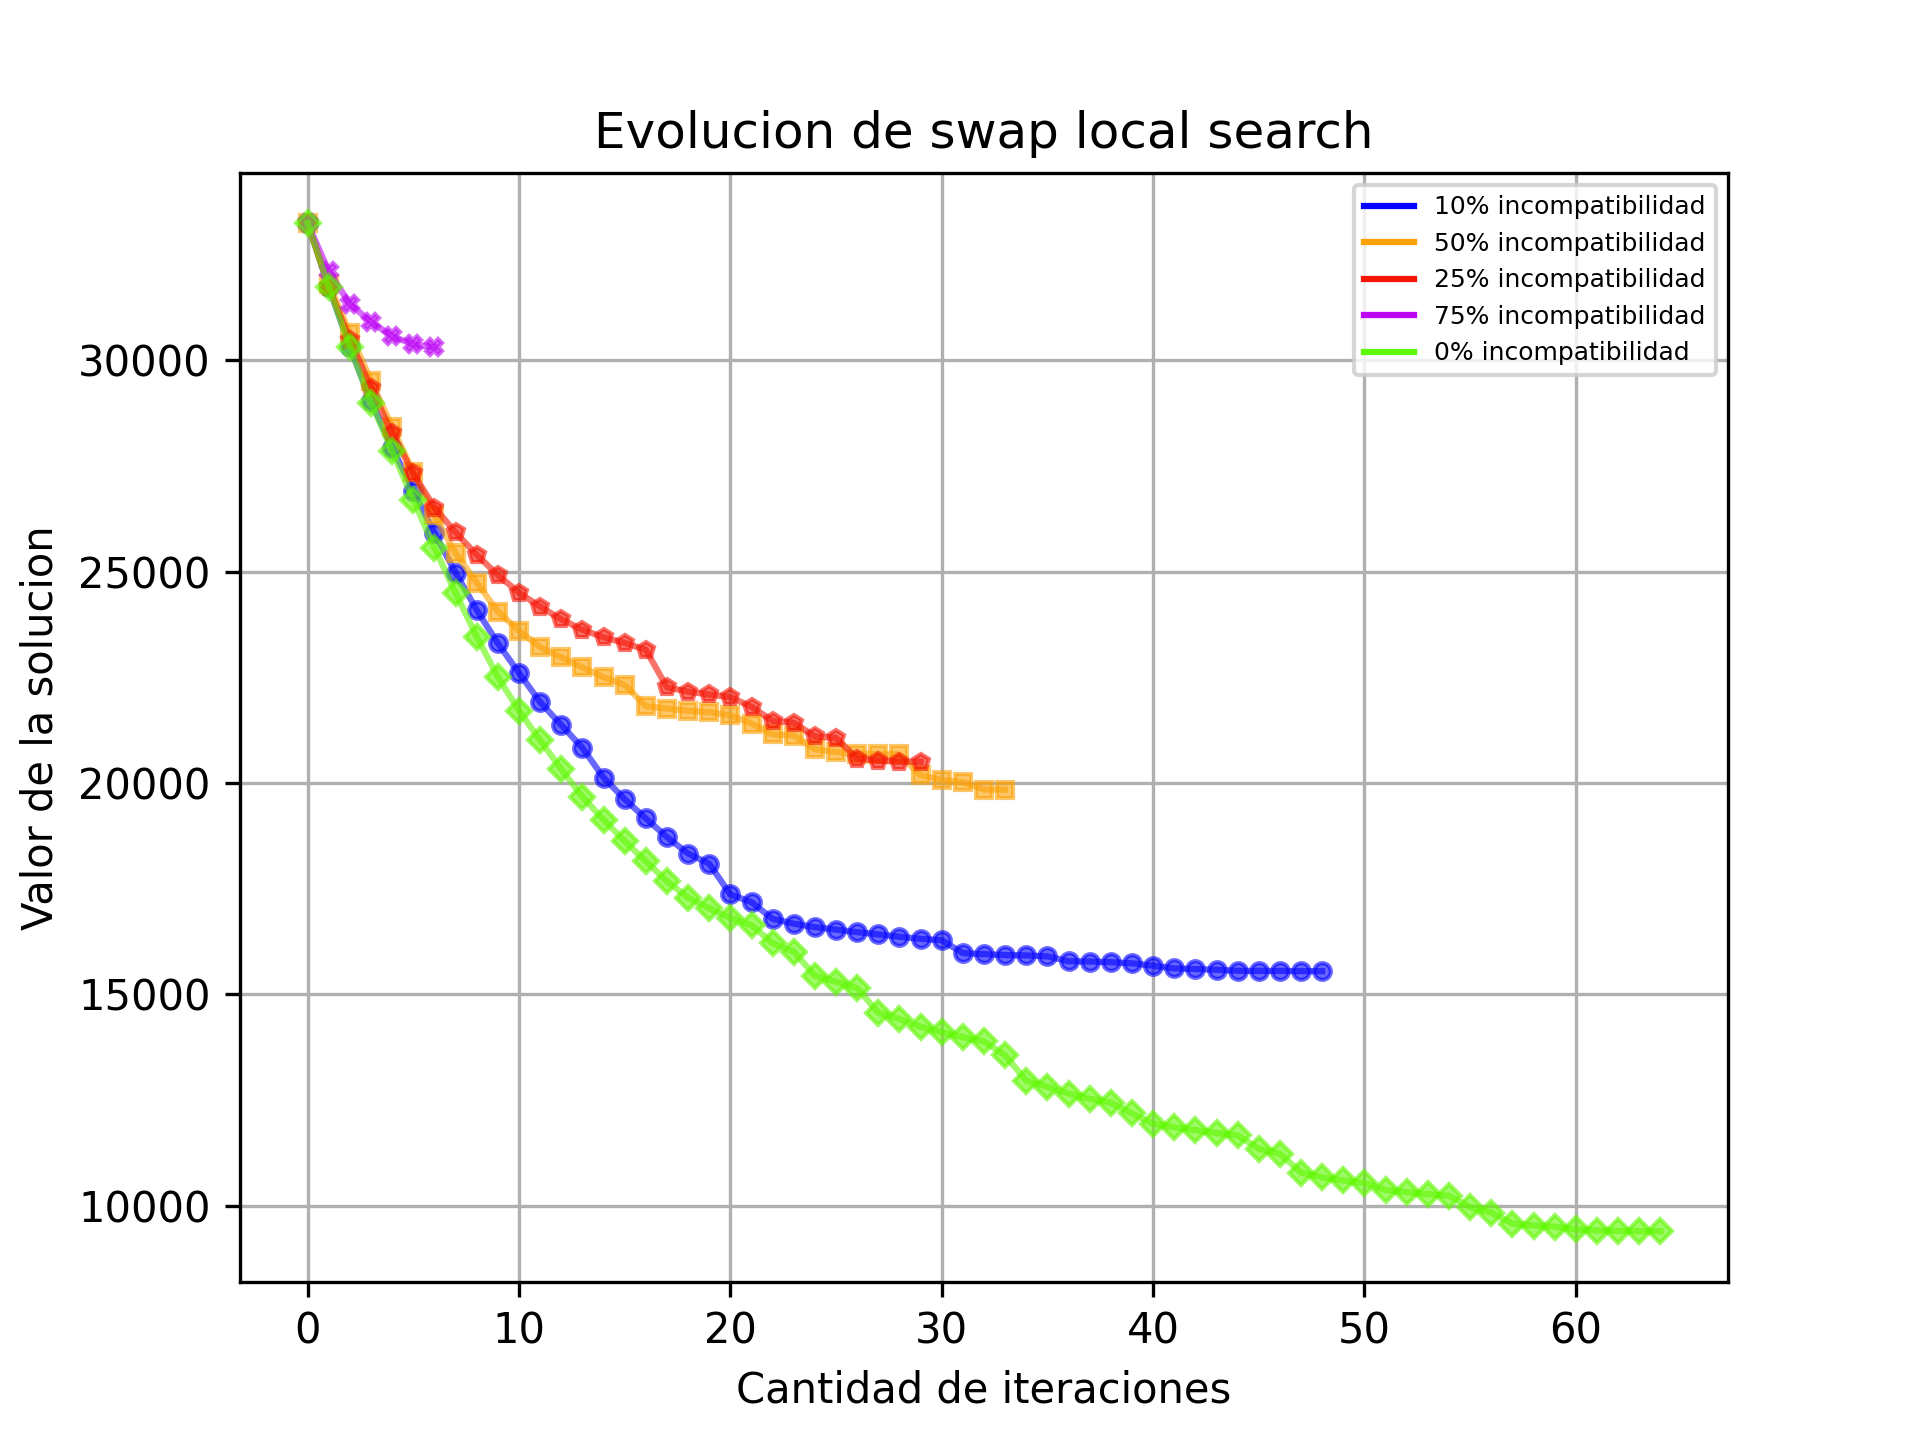 Evolucion de swap local search
10% incompatibilidad
50% incompatibilidad
25% incompatibilidad
75% incompatibilidad
0% incompatibilidad
Valor de la solucion
30000
25000
20000
15000
10000
0 10 20 30 40 50 60
Cantidad de iteraciones